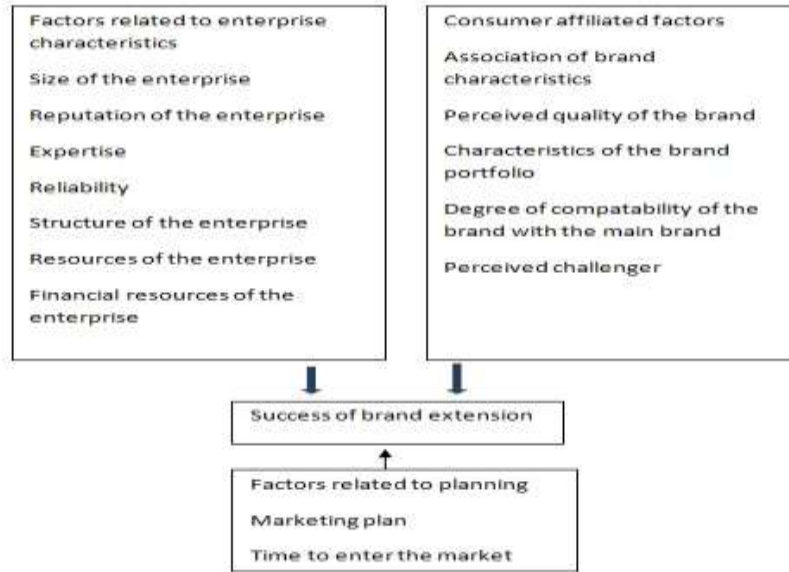 Factors related to enterprise
characteristics
Size of the enterprise
Reputation of the enterprise
Expertise
Reliability
Structure of the enterprise
Resources of the enterprise
Financial resources of the
enterprise
Consumer affiliated factors
Association of brand
characteristics
Perceived quality of the brand
Characteristics of the brand
portfolio
Degree of compatability of the
brand with the main brand
Perceived challenger
Success of brand extension
Factors related to planning
Marketing plan
Time to enter the market